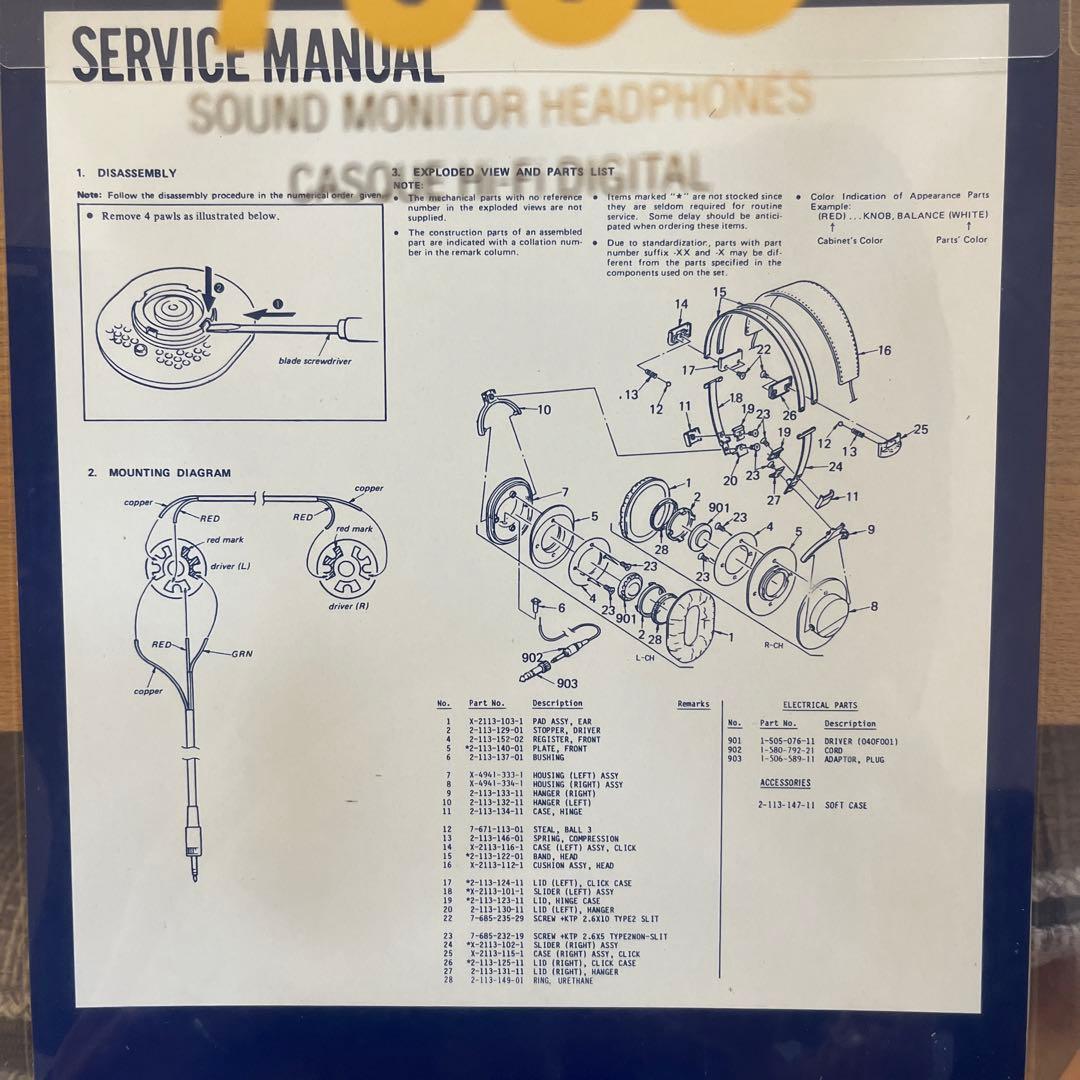 SERVICE MANUAL
SOUND MONITOR HEADPHONES
CASQUE HI-FI DIGITAL
1. DISASSEMBLY
Note: Follow the disassembly procedure in the numerical order given.
● Remove 4 pawls as illustrated below.
❷
❶
blade screwdriver
2. MOUNTING DIAGRAM
copper
copper
RED
RED
red mark
red mark
driver (L)
driver (R)
RED
GRN
copper
3. EXPLODED VIEW AND PARTS LIST
NOTE:
● The mechanical parts with no reference
number in the exploded views are not
supplied.
● The construction parts of an assembled
part are indicated with a collation num-
ber in the remark column.
● Items marked "*" are not stocked since
they are seldom required for routine
service. Some delay should be antici-
pated when ordering these items.
● Due to standardization, parts with part
number suffix -XX and -X may be dif-
ferent from the parts specified in the
components used on the set.
● Color Indication of Appearance Parts
Example:
(RED) ... KNOB, BALANCE (WHITE)
↑ ↑
Cabinet's Color Parts' Color
14
15
17
22
16
13
12
18
26
11
19
23
10
19
12
13
25
20
23
24
27
11
7
5
1
2
901
23
28
4
5
9
23
23
4
23
901
2
28
1
8
6
L-CH
R-CH
902
903
No. Part No. Description Remarks
1 X-2113-103-1 PAD ASSY, EAR
2 2-113-129-01 STOPPER, DRIVER
4 2-113-152-02 REGISTER, FRONT
5 *2-113-140-01 PLATE, FRONT
6 2-113-137-01 BUSHING
7 X-4941-333-1 HOUSING (LEFT) ASSY
8 X-4941-334-1 HOUSING (RIGHT) ASSY
9 2-113-133-11 HANGER (RIGHT)
10 2-113-132-11 HANGER (LEFT)
11 2-113-134-11 CASE, HINGE
12 7-671-113-01 STEAL, BALL 3
13 2-113-146-01 SPRING, COMPRESSION
14 X-2113-116-1 CASE (LEFT) ASSY, CLICK
15 *2-113-122-01 BAND, HEAD
16 X-2113-112-1 CUSHION ASSY, HEAD
17 *2-113-124-11 LID (LEFT), CLICK CASE
18 *X-2113-101-1 SLIDER (LEFT) ASSY
19 *2-113-123-11 LID, HINGE CASE
20 2-113-130-11 LID (LEFT), HANGER
22 7-685-235-29 SCREW +KTP 2.6X10 TYPE2 SLIT
23 7-685-232-19 SCREW +KTP 2.6X5 TYPE2NON-SLIT
24 *X-2113-102-1 SLIDER (RIGHT) ASSY
25 X-2113-115-1 CASE (RIGHT) ASSY, CLICK
26 *2-113-125-11 LID (RIGHT), CLICK CASE
27 2-113-131-11 LID (RIGHT), HANGER
28 2-113-149-01 RING, URETHANE
ELECTRICAL PARTS
No. Part No. Description
901 1-505-076-11 DRIVER (040F001)
902 1-580-792-21 CORD
903 1-506-589-11 ADAPTOR, PLUG
ACCESSORIES
2-113-147-11 SOFT CASE